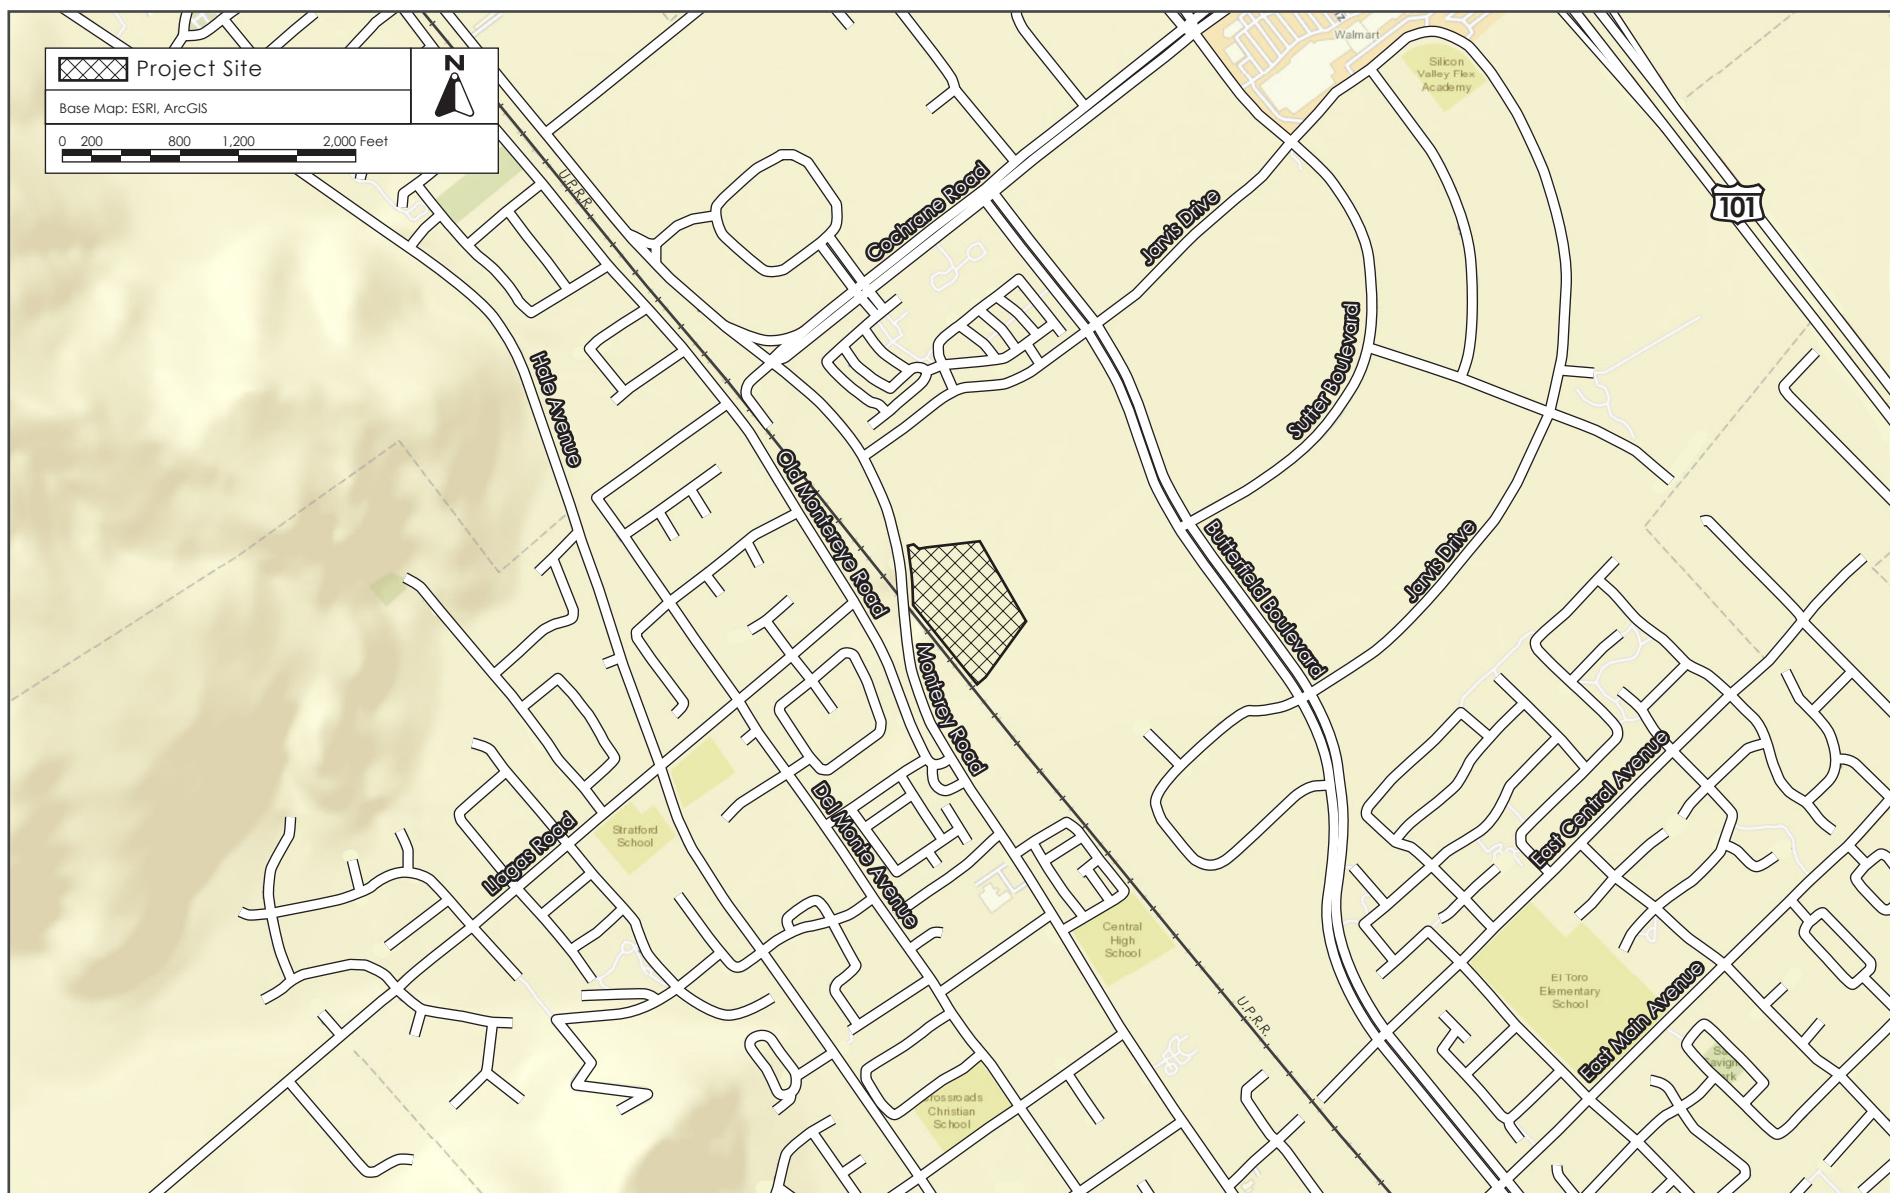 Project Site
N
Base Map: ESRI, ArcGIS
0 200 800 1,200 2,000 Feet
Walmart
Silicon
Valley Flex
Academy
101
U.P.R.R.
Cochrane Road
Jarvis Drive
Hale Avenue
Sutter Boulevard
Old Montereye Road
Butterfield Boulevard
Jarvis Drive
Monterey Road
East Central Avenue
Del Monte Avenue
Llagas Road
Stratford
School
Central
High
School
El Toro
Elementary
School
East Main Avenue
U.P.R.R.
rossroads
Christian
School